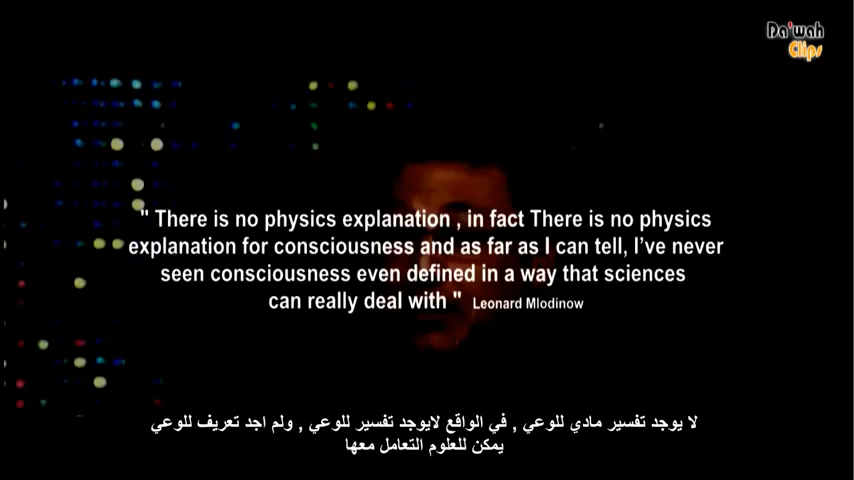 Da'wah
Clips
" There is no physics explanation , in fact There is no physics
explanation for consciousness and as far as I can tell, I've never
seen consciousness even defined in a way that sciences
can really deal with " Leonard Mlodinow
لا يوجد تفسير مادي للوعي , في الواقع لايوجد تفسير للوعي , ولم اجد تعريف للوعي
يمكن للعلوم التعامل معها